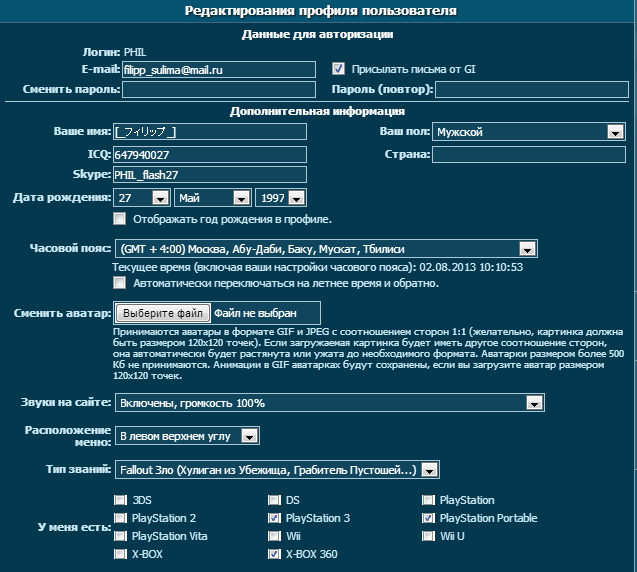 Редактирования профиля пользователя
Данные для авторизации
Логин: PHIL
E-mail: filipp_sulima@mail.ru Присылать письма от GI
Сменить пароль: Пароль (повтор):
Дополнительная информация
Ваше имя: [_フィリップ_] Ваш пол: Мужской
ICQ: 647940027 Страна:
Skype: PHIL_flash27
Дата рождения: 27 Май 1997
Отображать год рождения в профиле.
Часовой пояс: (GMT + 4:00) Москва, Абу-Даби, Баку, Мускат, Тбилиси
Текущее время (включая ваши настройки часового пояса): 02.08.2013 10:10:53
Автоматически переключаться на летнее время и обратно.
Сменить аватар: Выберите файл Файл не выбран
Принимаются аватары в формате GIF и JPEG с соотношением сторон 1:1 (желательно, картинка должна
быть размером 120x120 точек). Если загружаемая картинка будет иметь другое соотношение сторон,
она автоматически будет растянута или ужата до необходимого формата. Аватарки размером более 500
Кб не принимаются. Анимации в GIF аватарках будут сохранены, если вы загрузите аватар размером
120x120 точек.
Звуки на сайте: Включены, громкость 100%
Расположение
меню: В левом верхнем углу
Тип званий: Fallout Зло (Хулиган из Убежища, Грабитель Пустошей...)
У меня есть:
3DS DS PlayStation
PlayStation 2 PlayStation 3 PlayStation Portable
PlayStation Vita Wii Wii U
X-BOX X-BOX 360